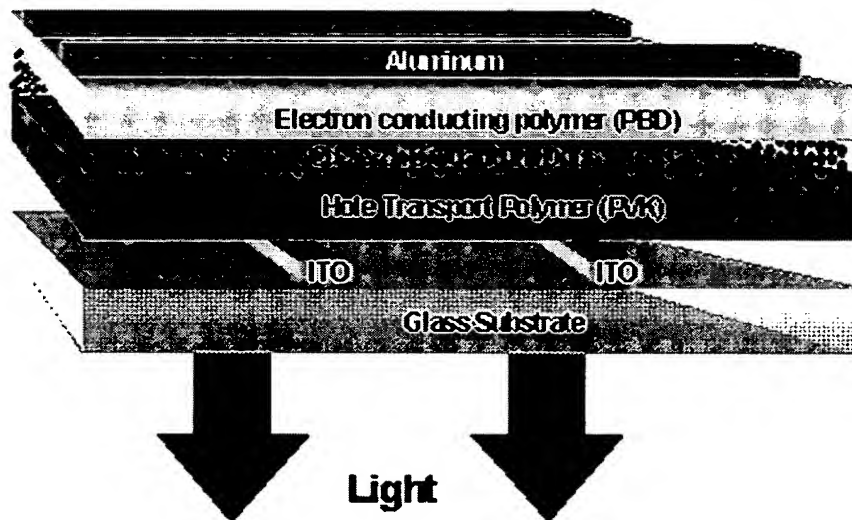 Aluminum
Electron conducting polymer (PBD)
Hole Transport Polymer (PVK)
ITO ITO
Glass-Substrate
Light